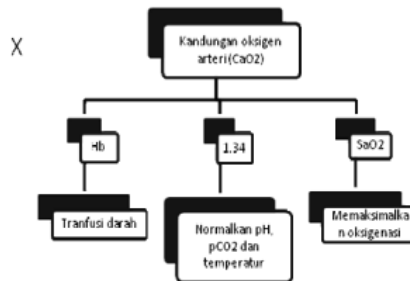 X
Kandungan oksigen
arteri (CaO2)
Hb
1.34
SaO2
Tranfusi darah
Normalkan pH,
pCO2 dan
temperatur
Memaksimalka
n oksigenasi